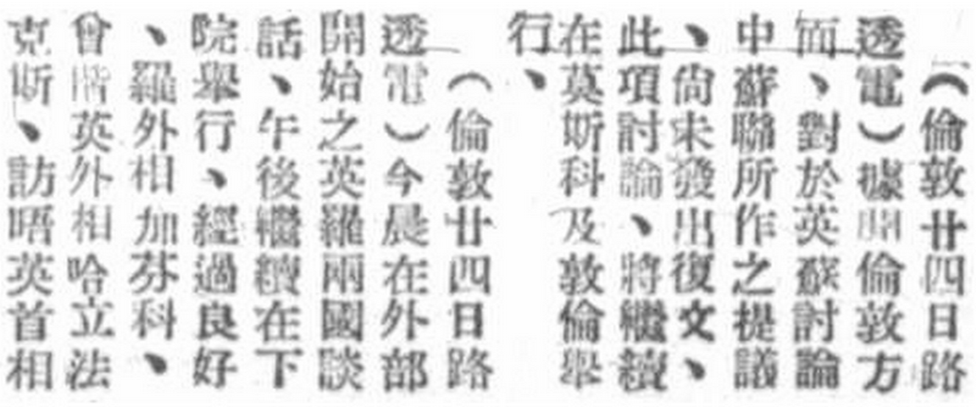 （倫敦廿四日路
透電）據聞倫敦方
面、對於英蘇討論
中蘇聯所作之提議
、尙未發出復文、
此項討論、將繼續
在莫斯科及敦倫舉
行、
（倫敦廿四日路
透電）今晨在外部
開始之英羅兩國談
話、午後繼續在下
院舉行、經過良好
、羅外相加芬科、
曾偕英外相哈立法
克斯、訪晤英首相